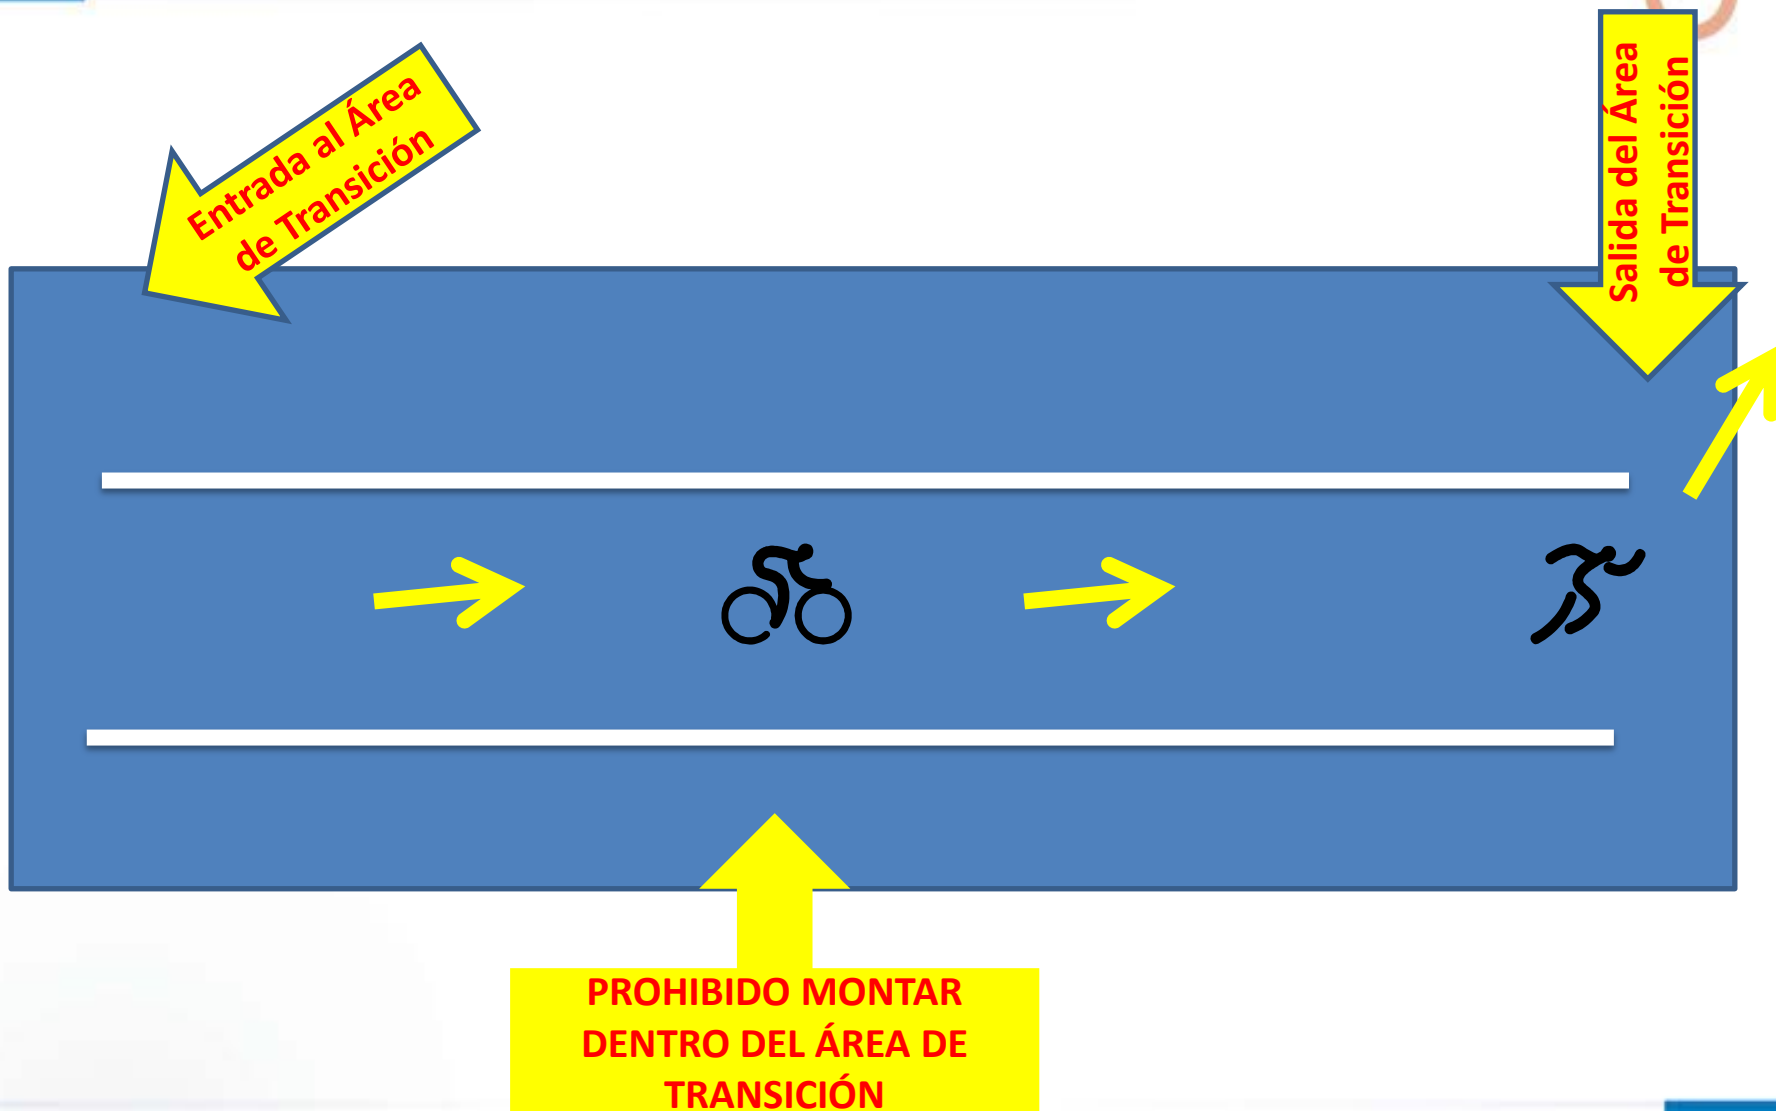 Entrada al Área
de Transición
Salida del Área
de Transición
PROHIBIDO MONTAR
DENTRO DEL ÁREA DE
TRANSICIÓN